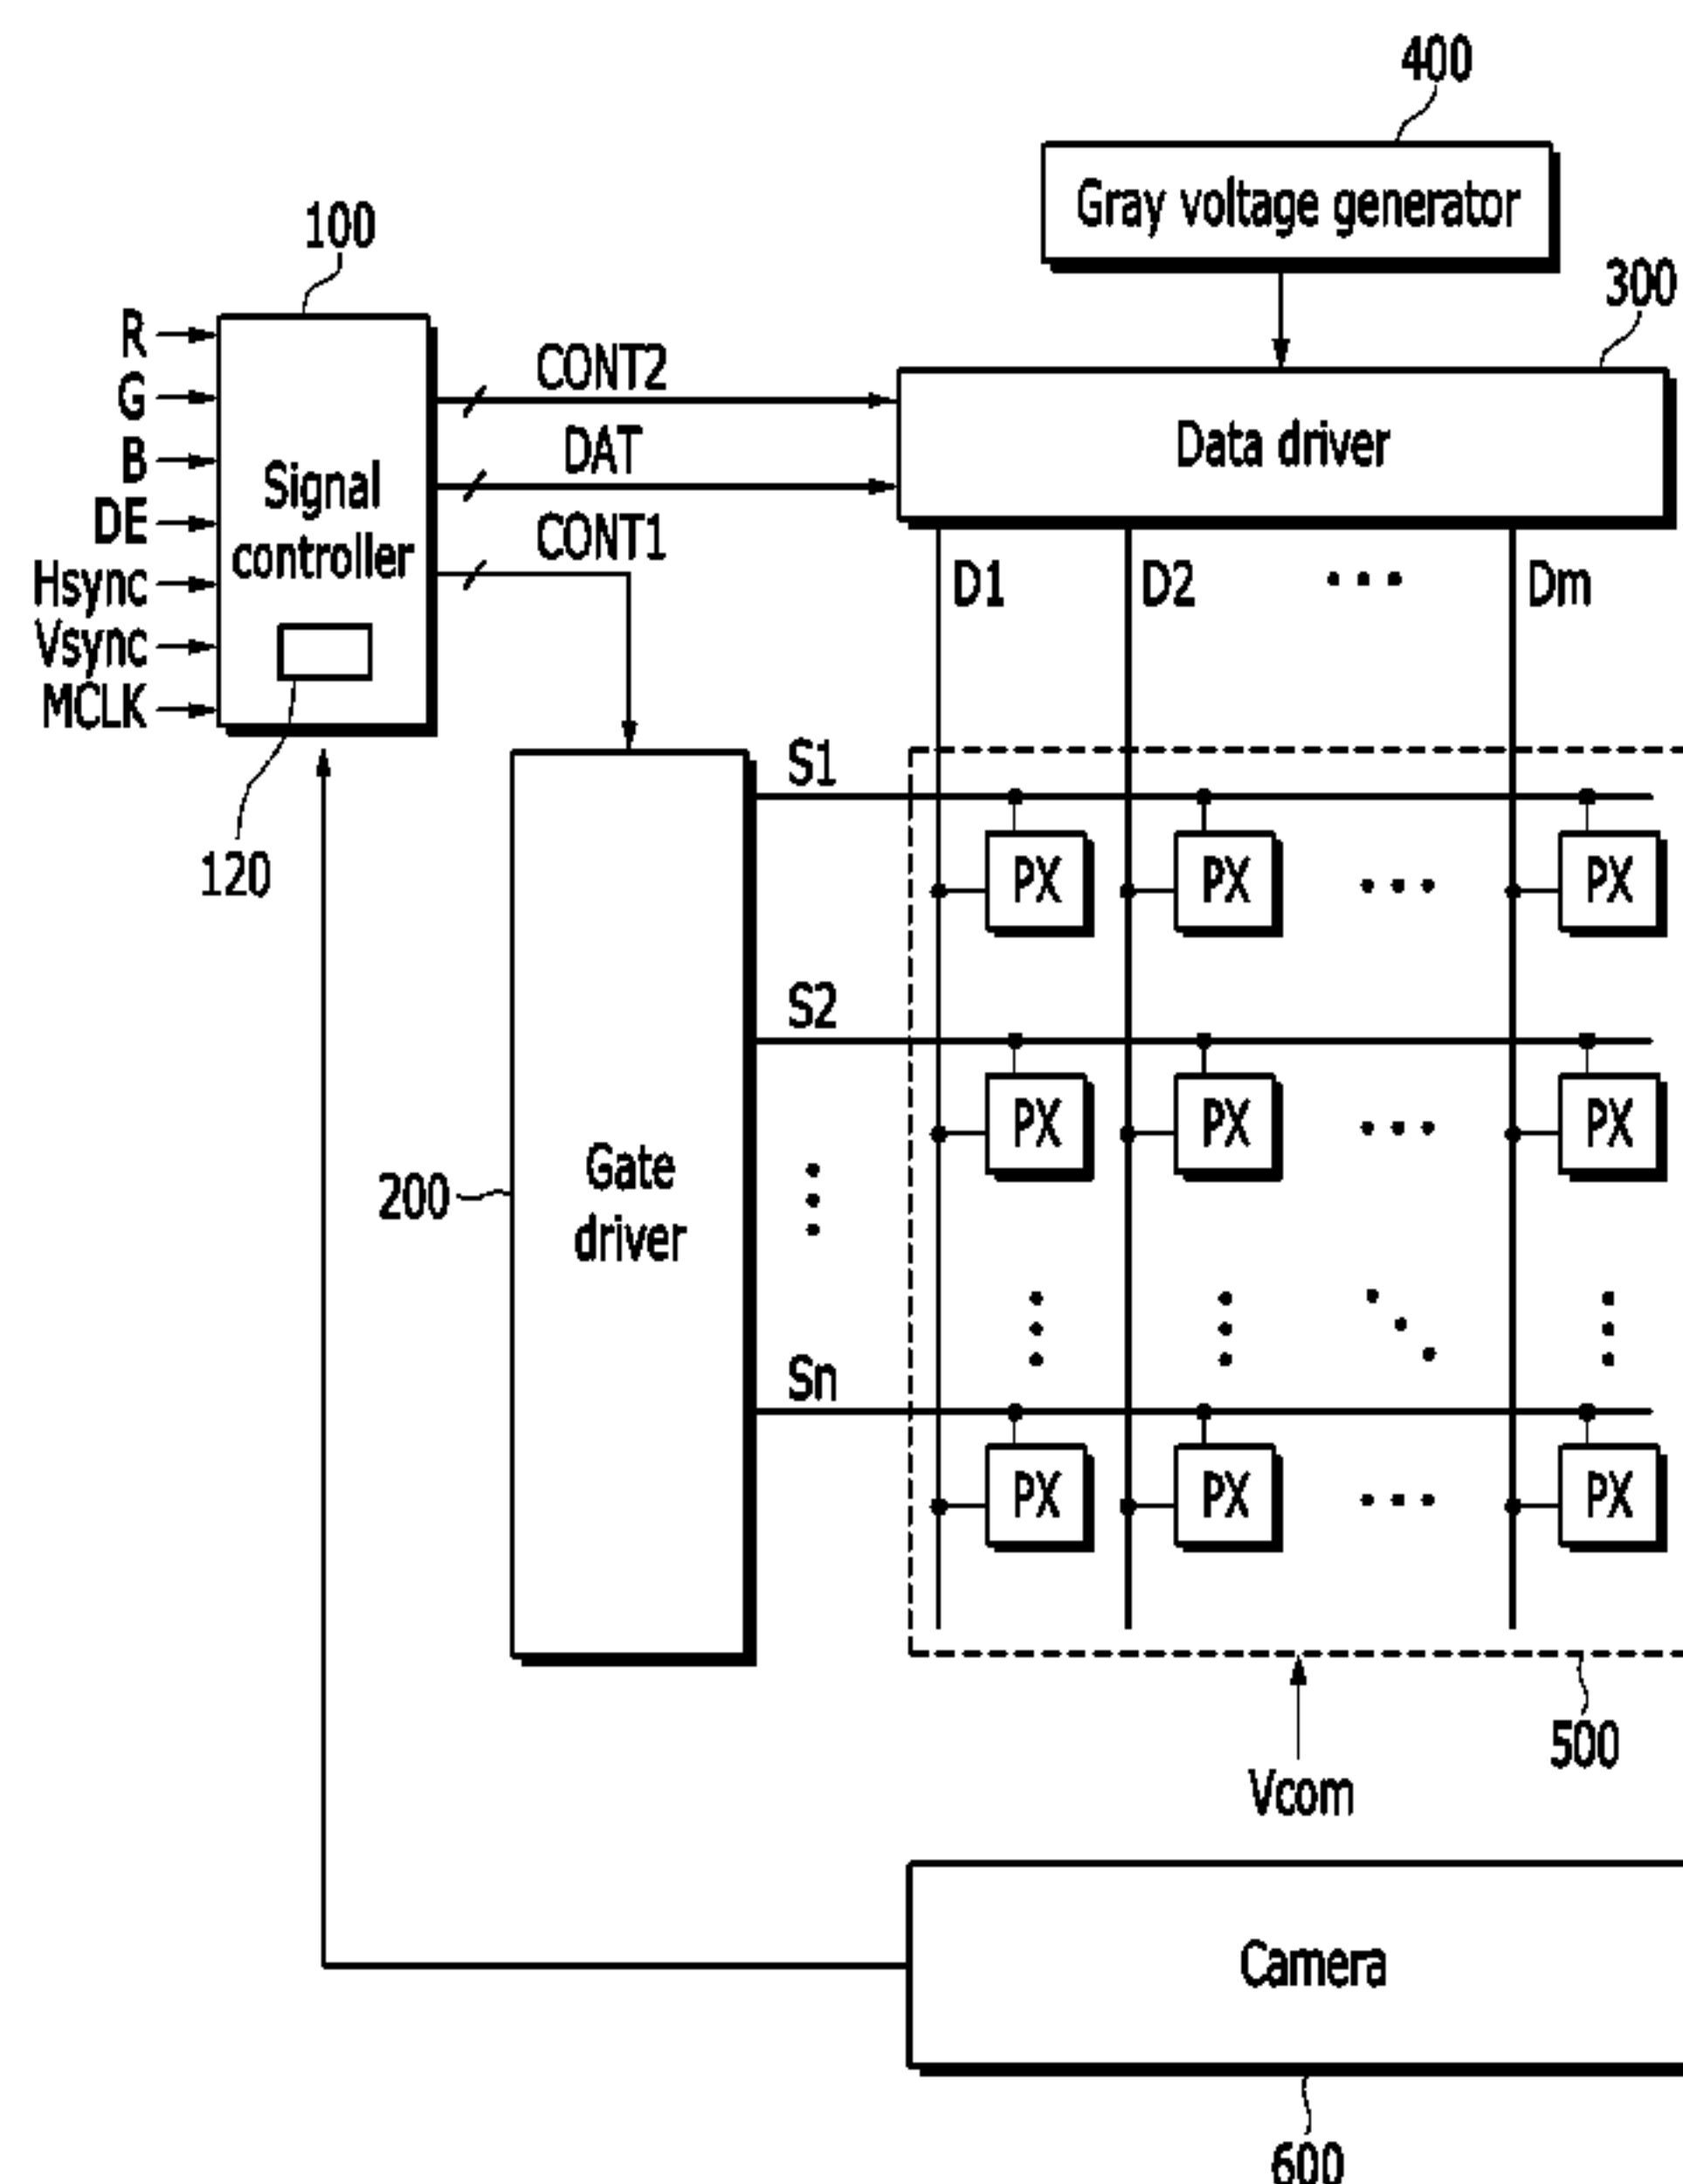 400
Gray voltage generator
100
300
R
G
B
DE
Hsync
Vsync
MCLK
Signal
controller
CONT2
DAT
CONT1
Data driver
D1 D2 ... Dm
120
S1
PX PX ... PX
S2
PX PX ... PX
200
Gate
driver
Sn
PX PX ... PX
500
Vcom
Camera
600